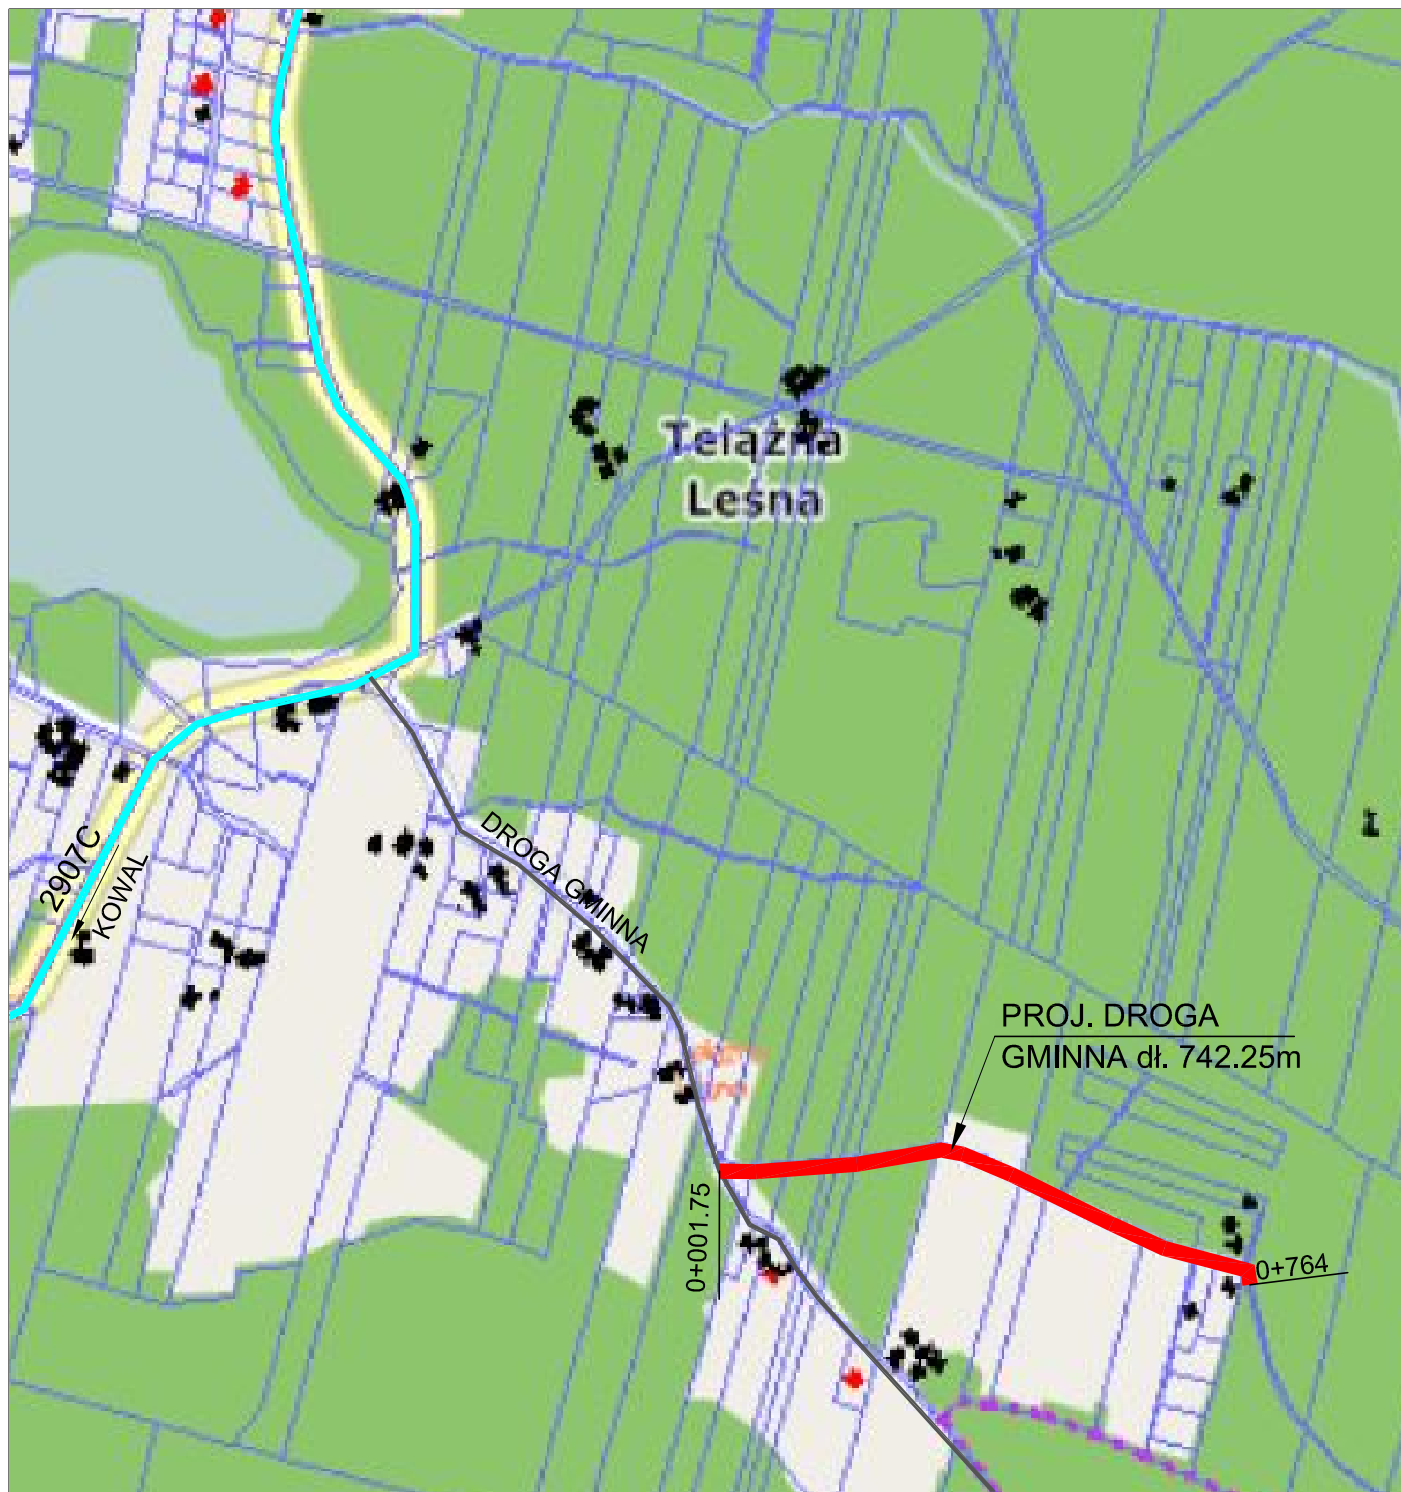 Telążna
Leśna
2907C
KOWAL
DROGA GMINNA
PROJ. DROGA
GMINNA dł. 742.25m
0+001.75
0+764